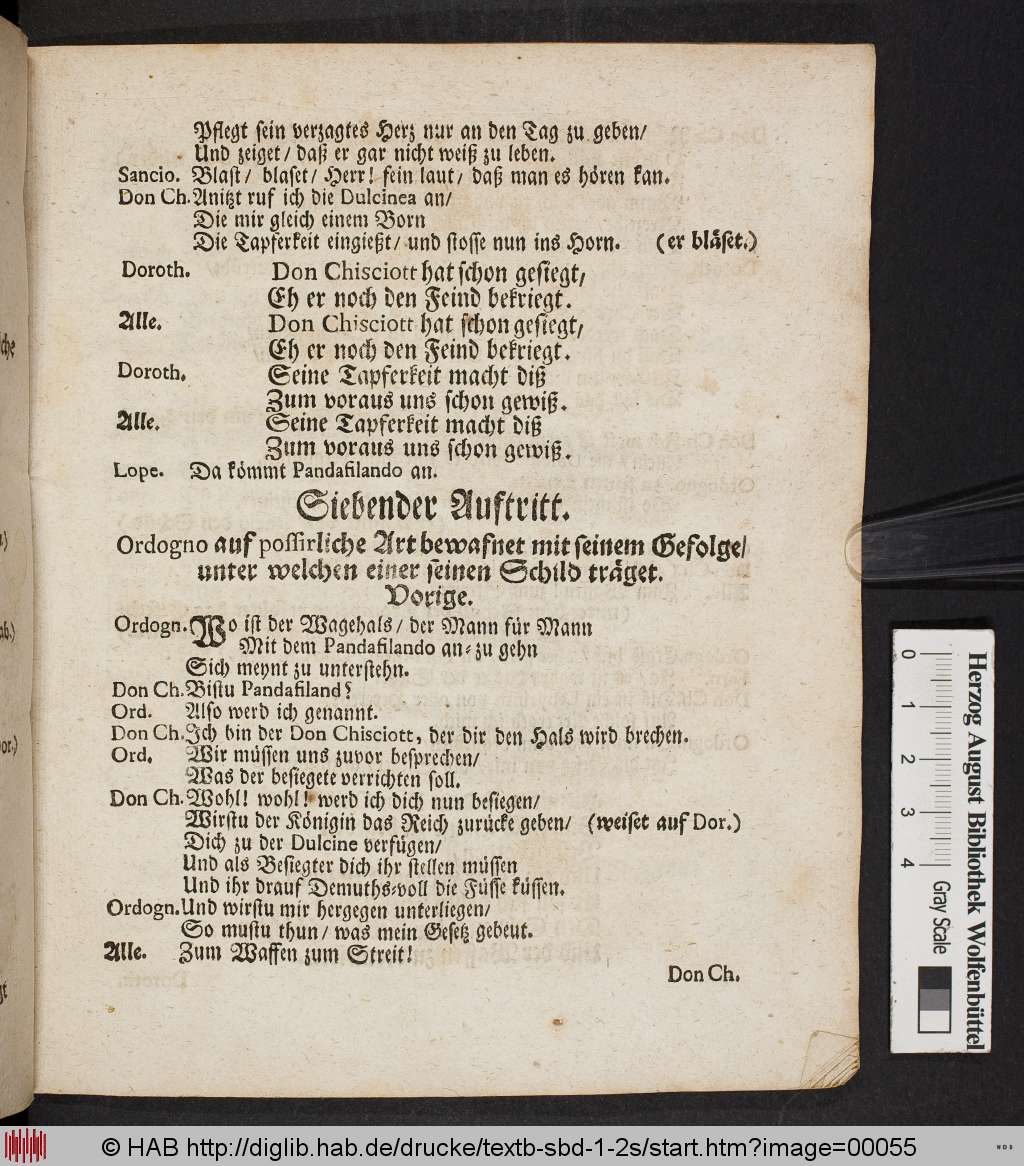 Pflegt sein verzagtes Herz nur an den Tag zu geben/
Und zeiget/ daß er gar nicht weiß zu leben.
Sancio. Blast/ blaset/ Herr! fein laut/ daß man es hören kan.
Don Ch. Anitzt ruf ich die Dulcinea an/
Die mir gleich einem Born
Die Tapferkeit eingießt/ und stosse nun ins Horn. (er bläset.)
Doroth. Don Chisciott hat schon gesiegt,
Eh er noch den Feind bekriegt.
Alle. Don Chisciott hat schon gesiegt,
Eh er noch den Feind bekriegt.
Doroth. Seine Tapferkeit macht diß
Zum voraus uns schon gewiß.
Alle. Seine Tapferkeit macht diß
Zum voraus uns schon gewiß.
Lope. Da kömmt Pandafilando an.
Siebender Auftritt.
Ordogno auf possirliche Art bewafnet mit seinem Gefolge/
unter welchen einer seinen Schild träget.
Vorige.
Ordogn. Wo ist der Wagehals/ der Mann für Mann
Mit dem Pandafilando an-zu gehn
Sich meynt zu unterstehn.
Don Ch. Bistu Pandafiland?
Ord. Also werd ich genannt.
Don Ch. Ich bin der Don Chisciott, der dir den Hals wird brechen.
Ord. Wir müssen uns zuvor besprechen/
Was der besiegete verrichten soll.
Don Ch. Wohl! wohl! werd ich dich nun besiegen/
Wirstu der Königin das Reich zurücke geben/ (weiset auf Dor.)
Dich zu der Dulcine verfügen/
Und als Besiegter dich ihr stellen müssen
Und ihr drauf Demuths-voll die Füsse küssen.
Ordogn. Und wirstu mir hergegen unterliegen/
So mustu thun/ was mein Gesetz gebeut.
Alle. Zum Waffen zum Streit!
Don Ch.
Herzog August Bibliothek Wolfenbüttel
0 1 2 3 4 Gray Scale
© HAB http://diglib.hab.de/drucke/textb-sbd-1-2s/start.htm?image=00055